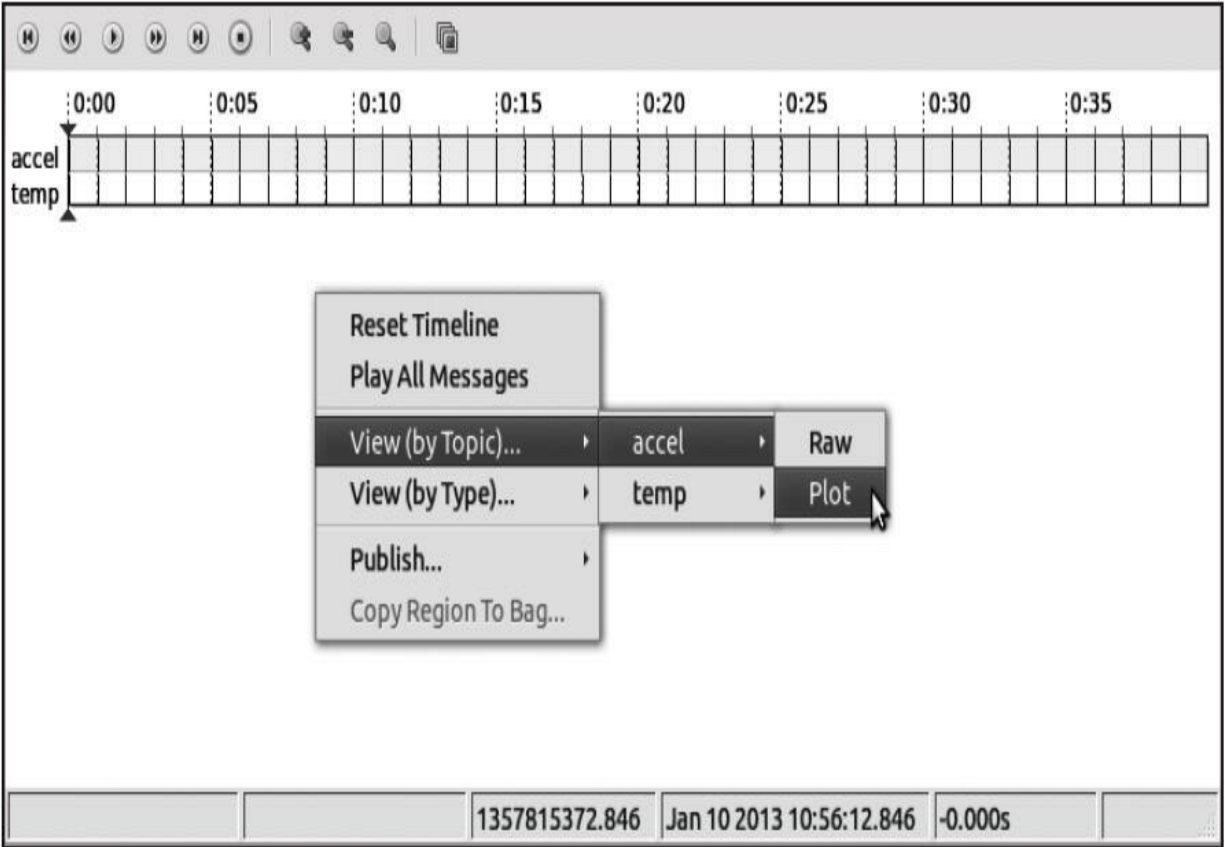 0:00 0:05 0:10 0:15 0:20 0:25 0:30 0:35
accel
temp
Reset Timeline
Play All Messages
View (by Topic)... accel Raw
View (by Type)... temp Plot
Publish...
Copy Region To Bag...
1357815372.846 Jan 10 2013 10:56:12.846 -0.000s